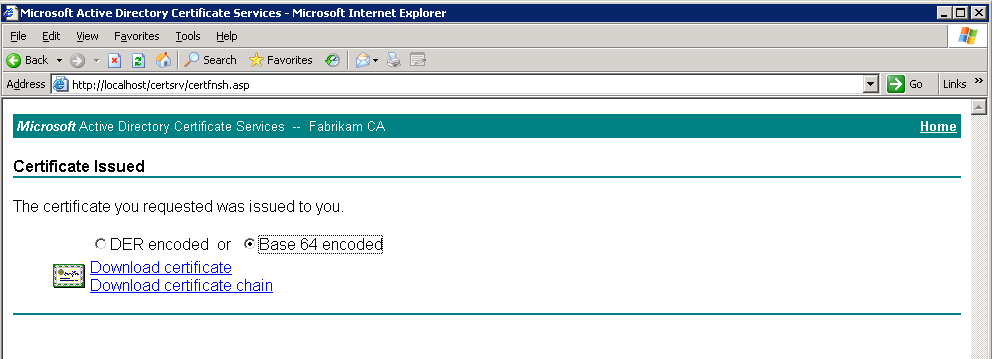 Microsoft Active Directory Certificate Services - Microsoft Internet Explorer
File Edit View Favorites Tools Help
Back Search Favorites
Address http://localhost/certsrv/certfnsh.asp Go Links »
Microsoft Active Directory Certificate Services -- Fabrikam CA Home
Certificate Issued
The certificate you requested was issued to you.
DER encoded or Base 64 encoded
Download certificate
Download certificate chain